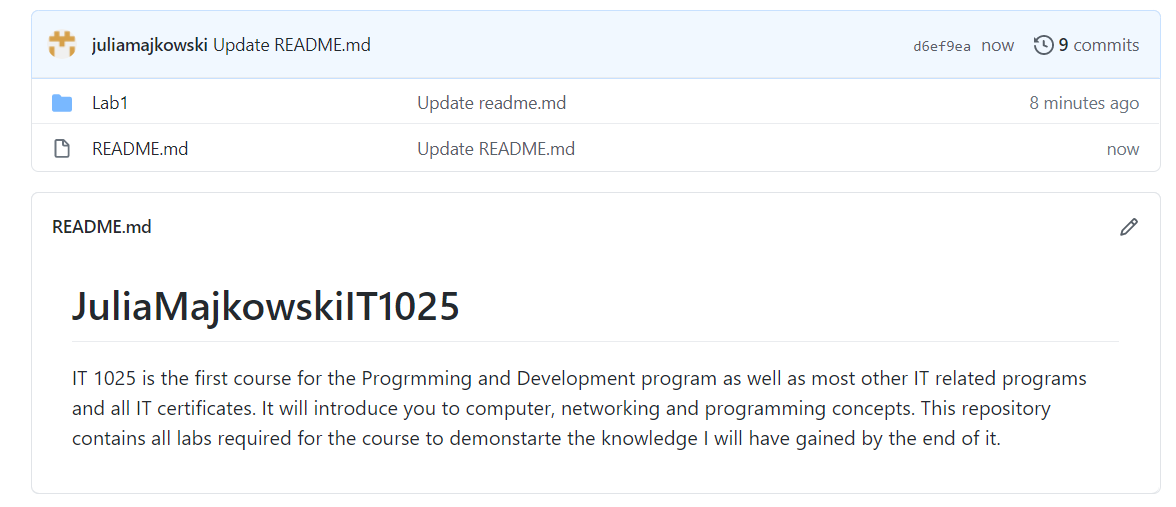 juliamajkowski Update README.md d6ef9ea now 9 commits
Lab1 Update readme.md 8 minutes ago
README.md Update README.md now
README.md
JuliaMajkowskiIT1025
IT 1025 is the first course for the Progrmming and Development program as well as most other IT related programs
and all IT certificates. It will introduce you to computer, networking and programming concepts. This repository
contains all labs required for the course to demonstarte the knowledge I will have gained by the end of it.